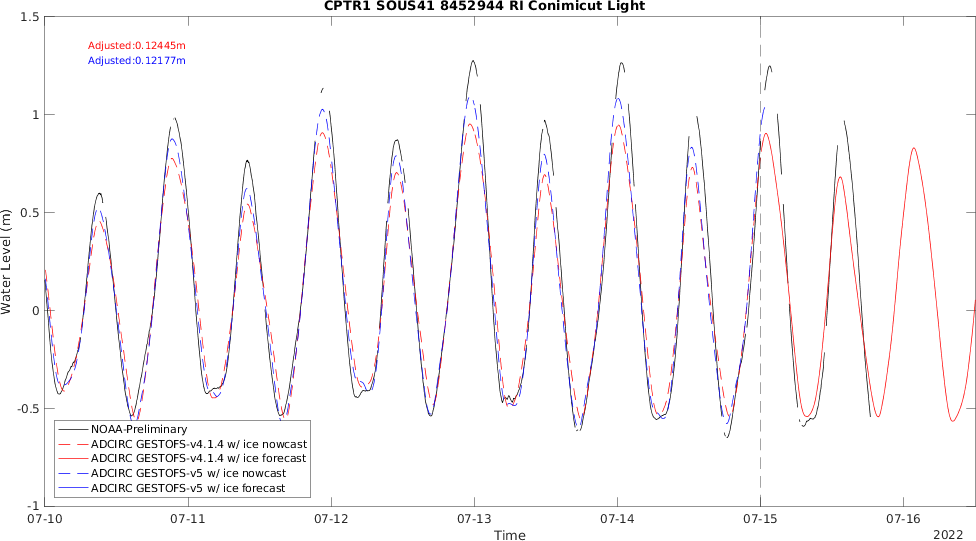 CPTR1 SOUS41 8452944 RI Conimicut Light
1.5
Adjusted:0.12445m
Adjusted:0.12177m
1
0.5
0
-0.5
-1
Water Level (m)
NOAA-Preliminary
ADCIRC GESTOFS-v4.1.4 w/ ice nowcast
ADCIRC GESTOFS-v4.1.4 w/ ice forecast
ADCIRC GESTOFS-v5 w/ ice nowcast
ADCIRC GESTOFS-v5 w/ ice forecast
07-10 07-11 07-12 07-13 07-14 07-15 07-16
Time
2022